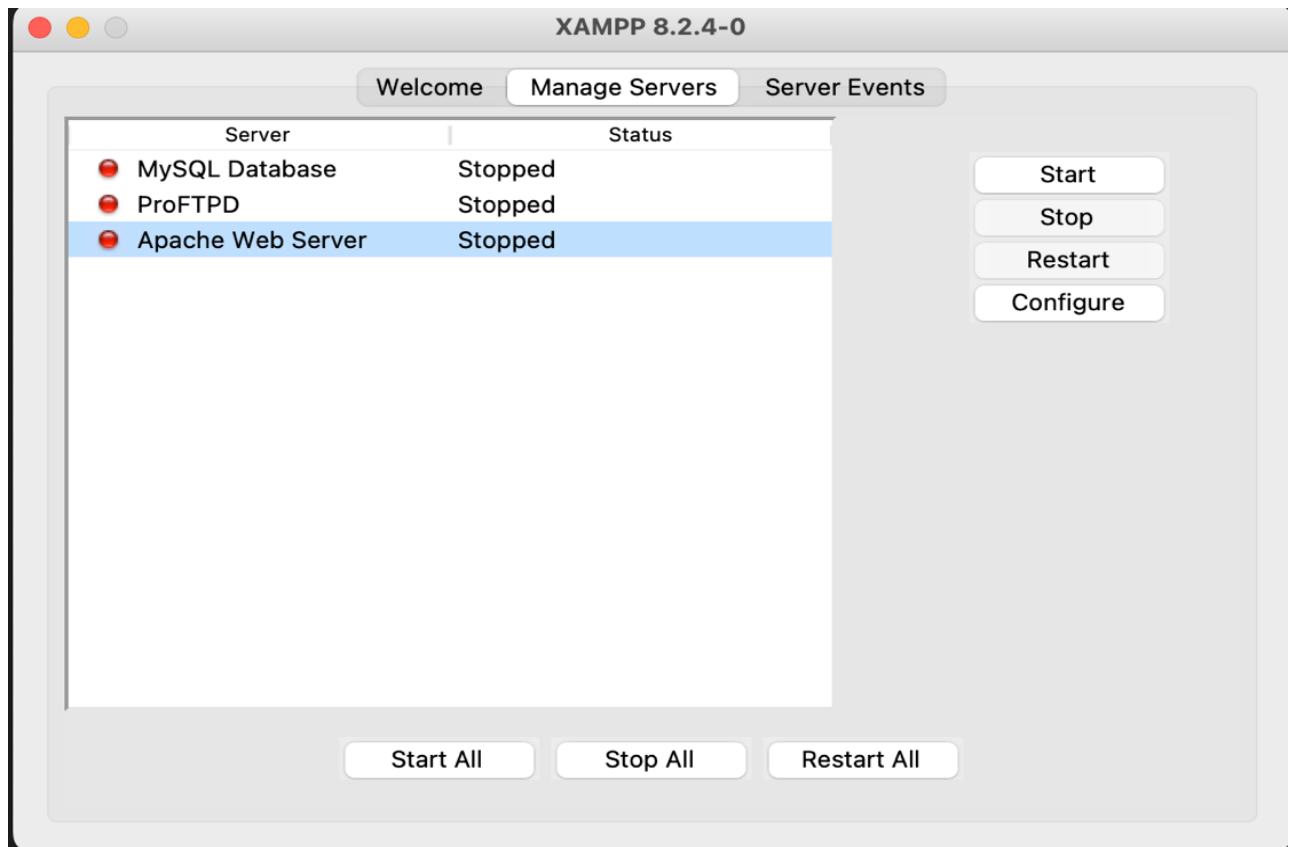 XAMPP 8.2.4-0
Welcome Manage Servers Server Events
Server Status
MySQL Database Stopped
ProFTPD Stopped
Apache Web Server Stopped
Start
Stop
Restart
Configure
Start All Stop All Restart All